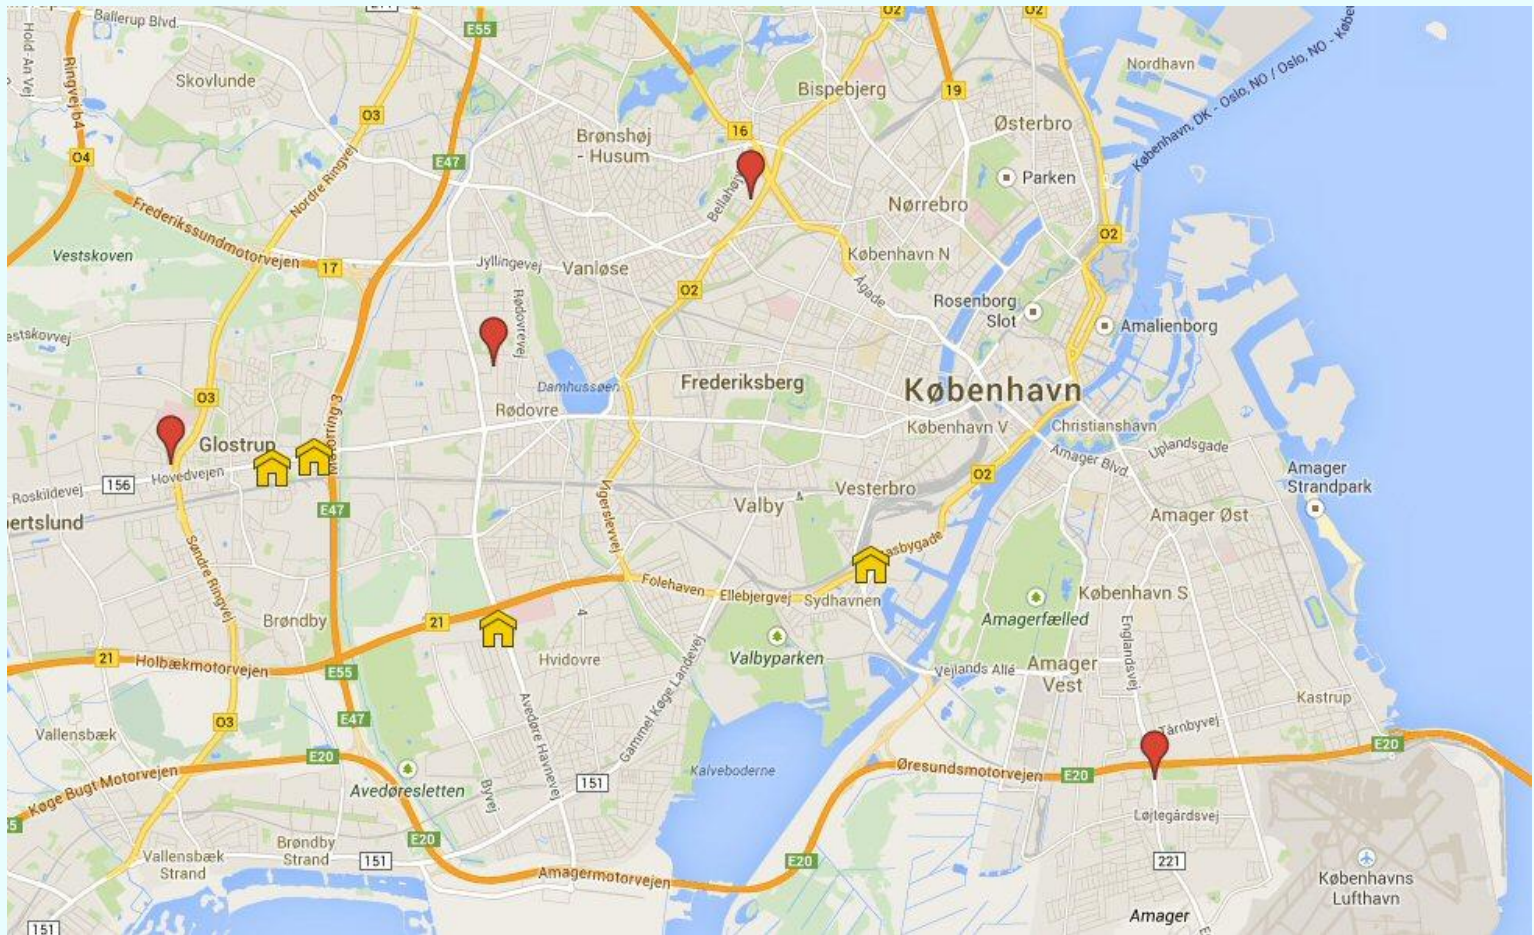 Ballerup Blvd.
E55
O2
O2
Hold-An Vej
Ringvej b4
Skovlunde
Bispebjerg
Nordhavn
København, DK - Oslo, NO / Oslo, NO - Købe
19
O3
16
Østerbro
Brønshøj
- Husum
O4
E47
Nordre Ringvej
Parken
Nørrebro
Frederikssundmotorvejen
O2
Vestskoven
17
Jyllingevej
Vanløse
København N
O2
Ågade
Rødovrevej
Rosenborg
Slot
Amalienborg
estskovvej
Damhussøen
Frederiksberg
København
O3
Rødovre
København V
Christianshavn
Glostrup
Uplandsgade
Amager Blvd.
Hovedvejen
Roskildevej
156
O2
Amager
Strandpark
Vesterbro
Valby
4
Vigerslevvej
Amager Øst
E47
bertslund
Søndre Ringvej
asbygade
Folehaven
Ellebjergvej
Sydhavnen
København S
4
Brøndby
21
Amagerfælled
Englandsvej
21
Holbækmotorvejen
E55
Hvidovre
Valbyparken
Vejlands Allé
Amager
Vest
Kastrup
Gammel Køge Landevej
Avedøre Havnevej
O3
E47
Vallensbæk
Tårnbyvej
E20
E20
Køge Bugt Motorvejen
Avedøresletten
Byvej
151
Kalveboderne
Øresundsmotorvejen
E20
Løjtegårdsvej
E20
Brøndby
Strand
151
Vallensbæk
Strand
E20
221
Amagermotorvejen
Københavns
Lufthavn
Amager
151